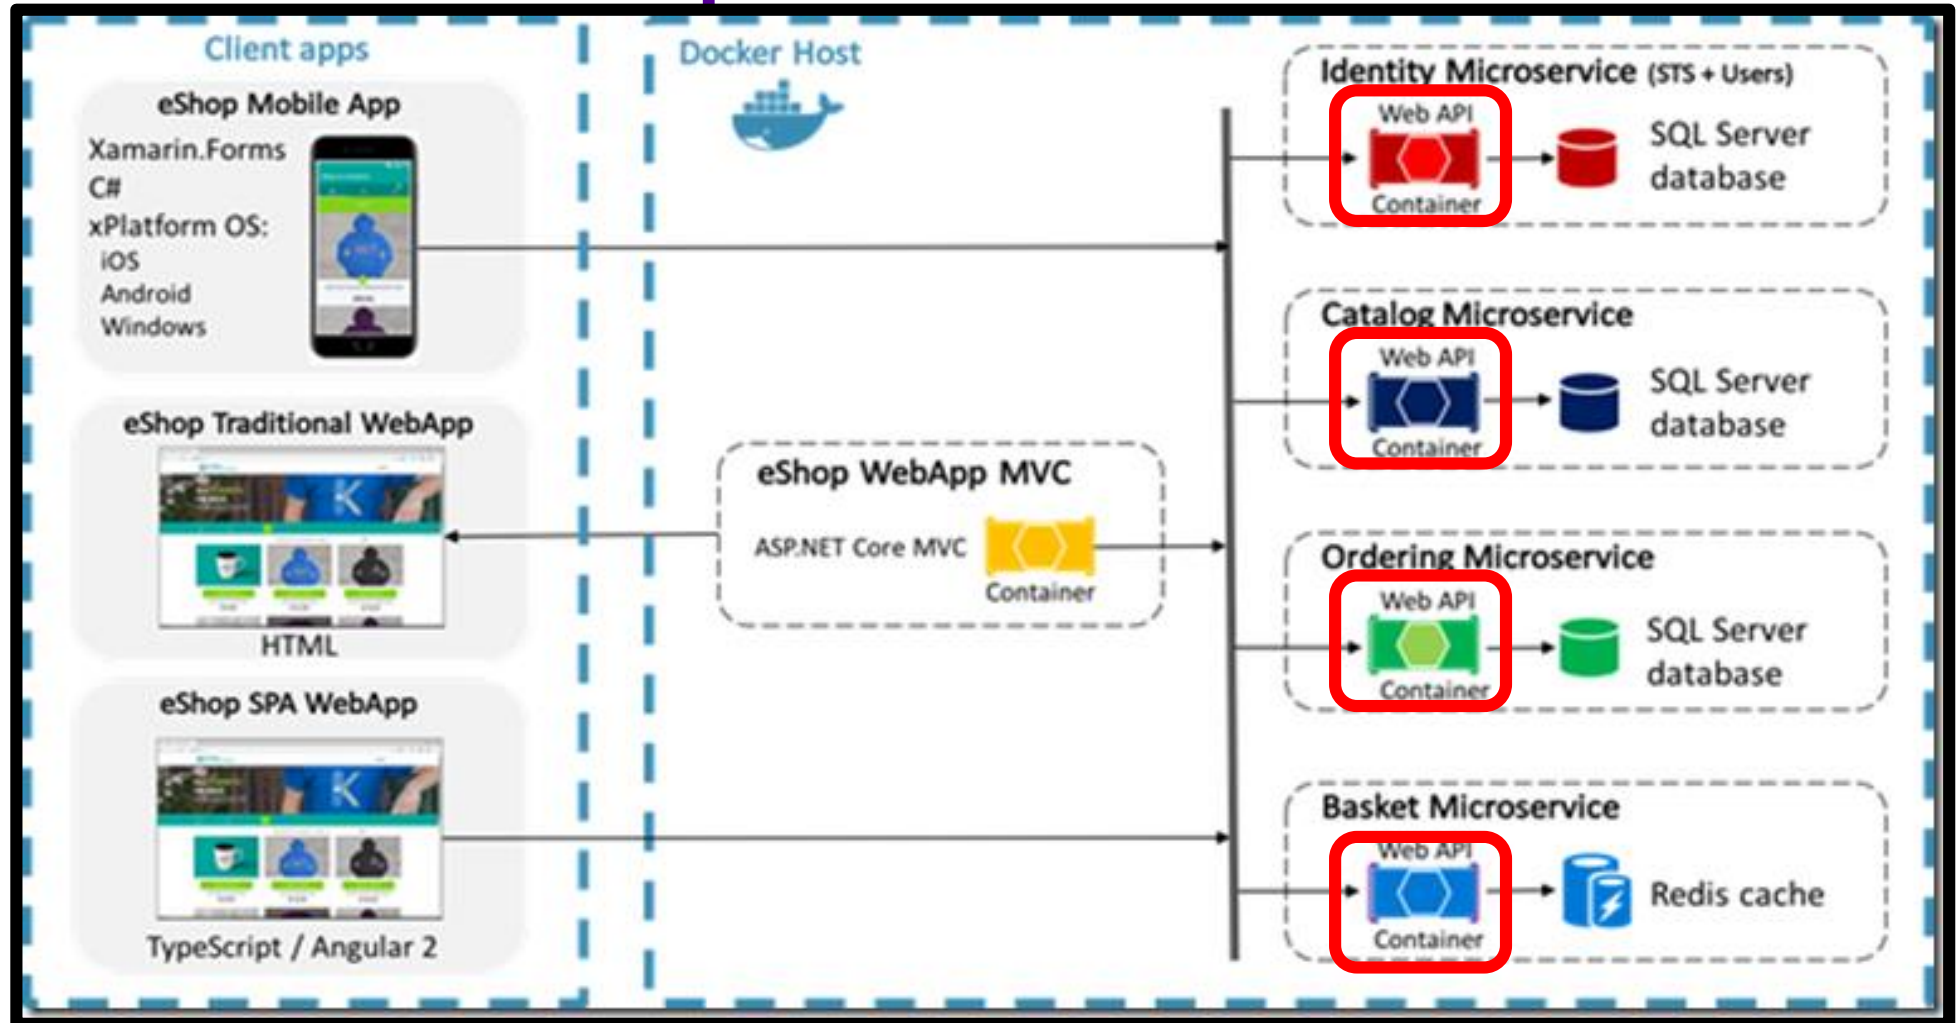 Client apps
eShop Mobile App
Xamarin.Forms
C#
xPlatform OS:
iOS
Android
Windows
eShop Traditional WebApp
HTML
eShop SPA WebApp
TypeScript / Angular 2
Docker Host
eShop WebApp MVC
ASP.NET Core MVC
Container
Identity Microservice (STS + Users)
Web API
Container
SQL Server
database
Catalog Microservice
Web API
Container
SQL Server
database
Ordering Microservice
Web API
Container
SQL Server
database
Basket Microservice
Web API
Container
Redis cache